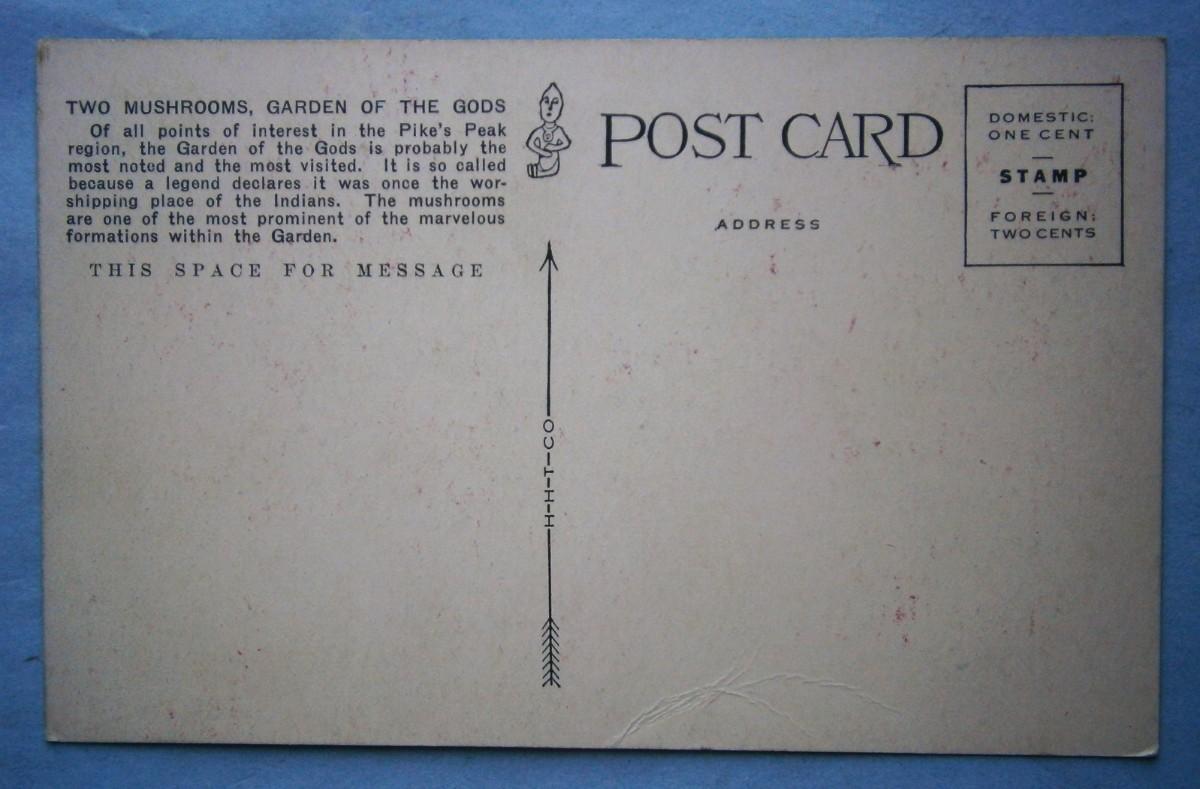 TWO MUSHROOMS, GARDEN OF THE GODS
Of all points of interest in the Pike's Peak
region, the Garden of the Gods is probably the
most noted and the most visited. It is so called
because a legend declares it was once the wor-
shipping place of the Indians. The mushrooms
are one of the most prominent of the marvelous
formations within the Garden.
THIS SPACE FOR MESSAGE
H-H-T-CO
POST CARD
ADDRESS
DOMESTIC:
ONE CENT
STAMP
FOREIGN:
TWO CENTS